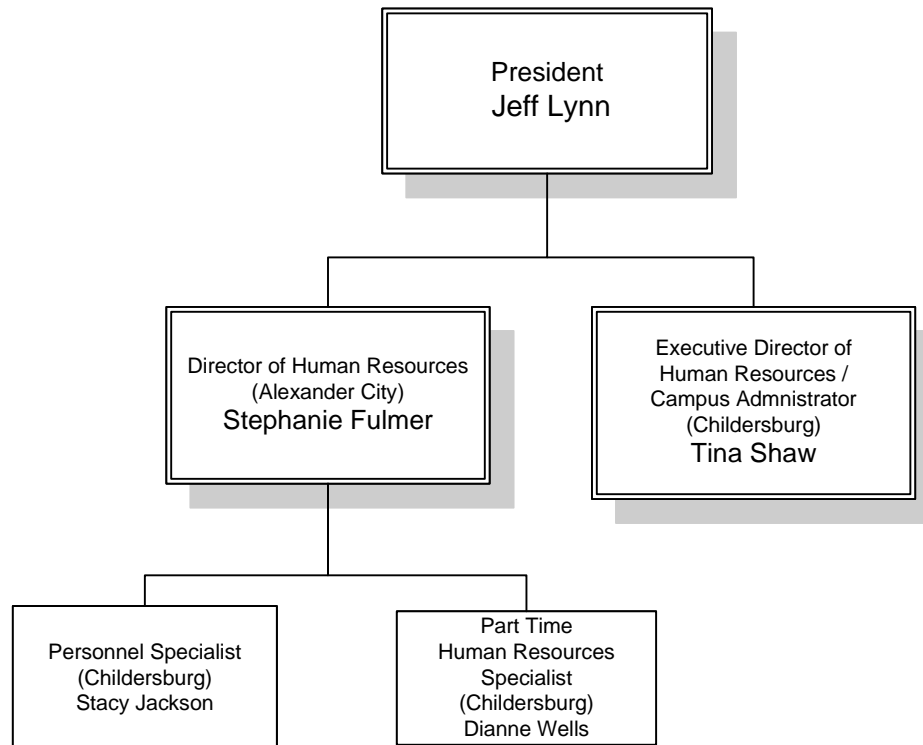 President
Jeff Lynn
Director of Human Resources
(Alexander City)
Stephanie Fulmer
Executive Director of
Human Resources /
Campus Admnistrator
(Childersburg)
Tina Shaw
Personnel Specialist
(Childersburg)
Stacy Jackson
Part Time
Human Resources
Specialist
(Childersburg)
Dianne Wells